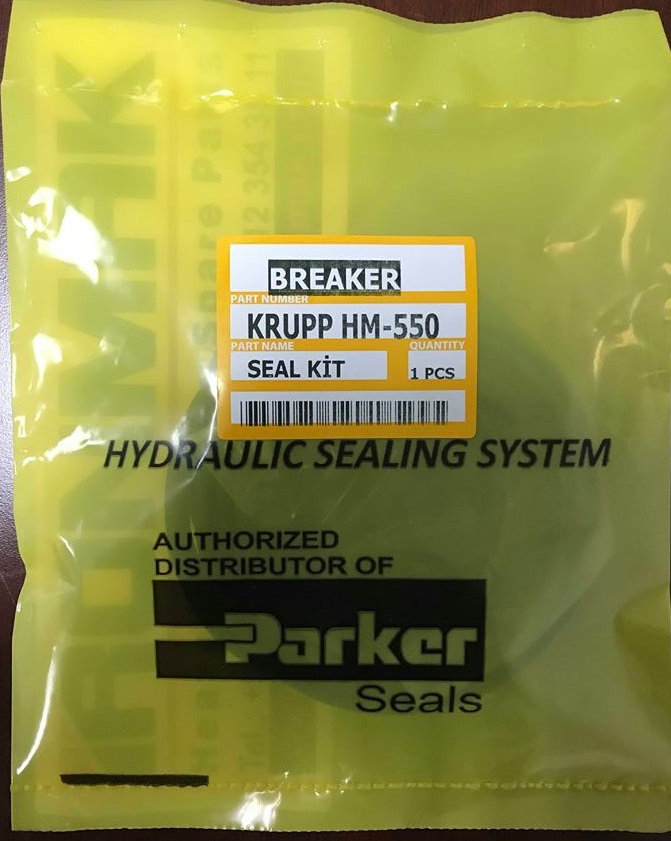 BREAKER
PART NUMBER
KRUPP HM-550
PART NAME
QUANTITY
SEAL KİT
1 PCS
HYDRAULIC SEALING SYSTEM
AUTHORIZED
DISTRIBUTOR OF
Parker
Seals